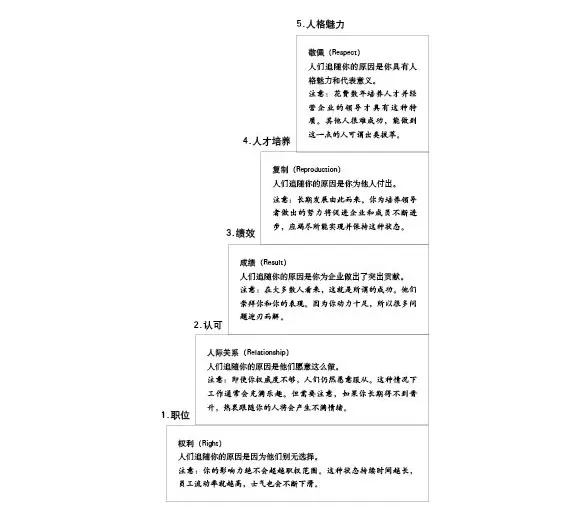 5.人格魅力
敬佩（Respect）
人们追随你的原因是你具有人
格魅力和代表意义。
注意：花费数年培养人才并经
营企业的领导才具有这种特
质。其他人很难成功，能做到
这一点的人可谓出类拔萃。
4.人才培养
复制（Reproduction）
人们追随你的原因是你为他人付出。
注意：长期发展由此而来。你为培养领导
者做出的努力将促进企业和成员不断进
步，应竭尽所能实现并保持这种状态。
3.绩效
成绩（Result）
人们追随你的原因是你为企业做出了突出贡献。
注意：在大多数人看来，这就是所谓的成功。他们
崇拜你和你的表现。因为你动力十足，所以很多问
题迎刃而解。
2.认可
人际关系（Relationship）
人们追随你的原因是他们愿意这么做。
注意：即使你权威度不够，人们仍然愿意服从。这种情况下
工作通常会充满乐趣。但需要注意，如果你长期得不到晋
升，热衷跟随你的人将会产生不满情绪。
1.职位
权利（Right）
人们追随你的原因是因为他们别无选择。
注意：你的影响力绝不会超越职权范围。这种状态持续时间越长，
员工流动率就越高，士气也会不断下滑。